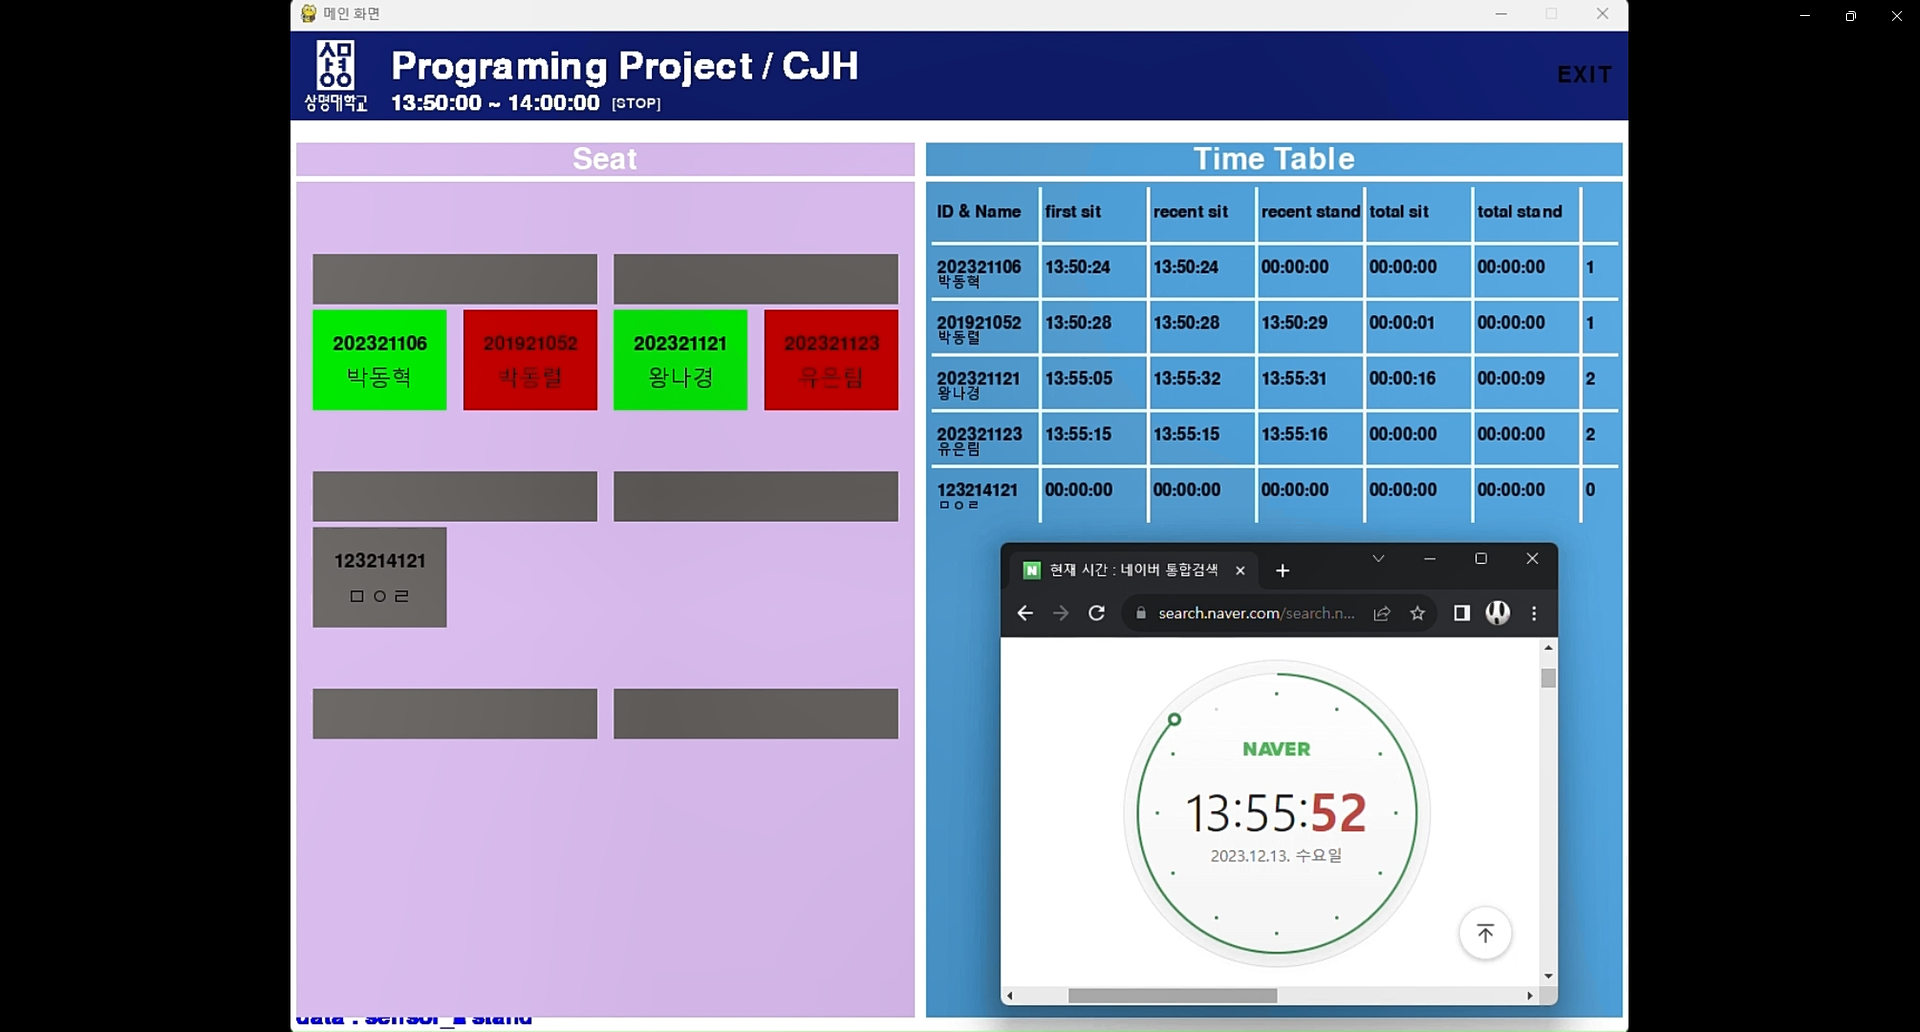 메인 화면
상명대학교
Programing Project / CJH
13:50:00 ~ 14:00:00 [STOP]
EXIT
Seat
202321106
박동혁
201921052
박동렬
202321121
왕나경
202321123
유은림
123214121
ㅁㅇㄹ
Time Table
ID & Name first sit recent sit recent stand total sit total stand
202321106 13:50:24 13:50:24 00:00:00 00:00:00 00:00:00 1
박동혁
201921052 13:50:28 13:50:28 13:50:29 00:00:01 00:00:00 1
박동렬
202321121 13:55:05 13:55:32 13:55:31 00:00:16 00:00:09 2
왕나경
202321123 13:55:15 13:55:15 13:55:16 00:00:00 00:00:00 2
유은림
123214121 00:00:00 00:00:00 00:00:00 00:00:00 00:00:00 0
ㅁㅇㄹ
N 현재 시간 : 네이버 통합검색
search.naver.com/search.n...
NAVER
13:55:52
2023.12.13. 수요일
data : sensor_ stand